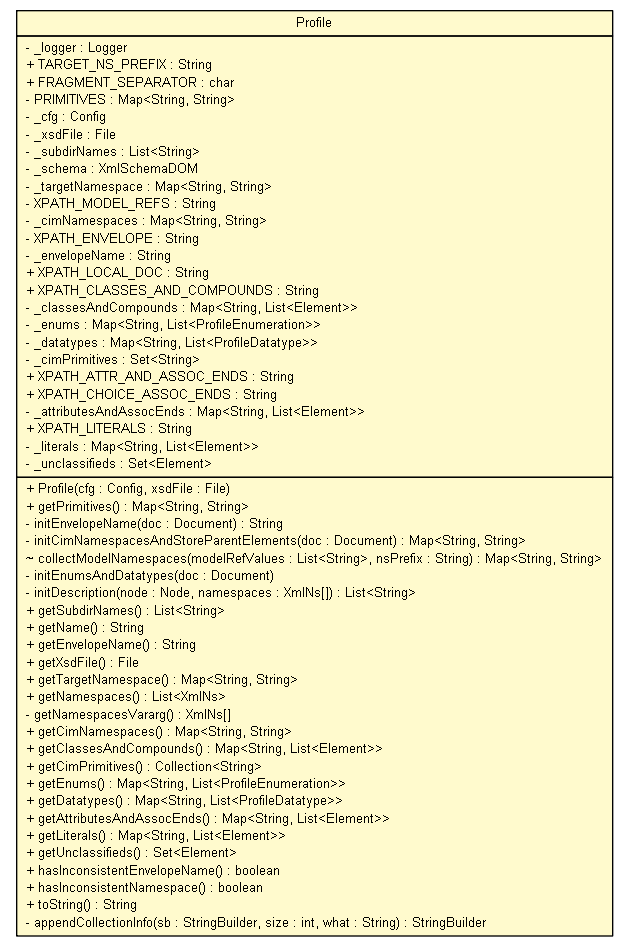 Profile
- _logger : Logger
+ TARGET_NS_PREFIX : String
+ FRAGMENT_SEPARATOR : char
- PRIMITIVES : Map<String, String>
- _cfg : Config
- _xsdFile : File
- _subdirNames : List<String>
- _schema : XmlSchemaDOM
- _targetNamespace : Map<String, String>
- XPATH_MODEL_REFS : String
- _cimNamespaces : Map<String, String>
- XPATH_ENVELOPE : String
- _envelopeName : String
+ XPATH_LOCAL_DOC : String
+ XPATH_CLASSES_AND_COMPOUNDS : String
- _classesAndCompounds : Map<String, List<Element>>
- _enums : Map<String, List<ProfileEnumeration>>
- _datatypes : Map<String, List<ProfileDatatype>>
- _cimPrimitives : Set<String>
+ XPATH_ATTR_AND_ASSOC_ENDS : String
+ XPATH_CHOICE_ASSOC_ENDS : String
- _attributesAndAssocEnds : Map<String, List<Element>>
+ XPATH_LITERALS : String
- _literals : Map<String, List<Element>>
- _unclassifieds : Set<Element>
+ Profile(cfg : Config, xsdFile : File)
+ getPrimitives() : Map<String, String>
- initEnvelopeName(doc : Document) : String
- initCimNamespacesAndStoreParentElements(doc : Document) : Map<String, String>
~ collectModelNamespaces(modelRefValues : List<String>, nsPrefix : String) : Map<String, String>
- initEnumsAndDatatypes(doc : Document)
- initDescription(node : Node, namespaces : XmlNs[]) : List<String>
+ getSubdirNames() : List<String>
+ getName() : String
+ getEnvelopeName() : String
+ getXsdFile() : File
+ getTargetNamespace() : Map<String, String>
+ getNamespaces() : List<XmlNs>
- getNamespacesVararg() : XmlNs[]
+ getCimNamespaces() : Map<String, String>
+ getClassesAndCompounds() : Map<String, List<Element>>
+ getCimPrimitives() : Collection<String>
+ getEnums() : Map<String, List<ProfileEnumeration>>
+ getDatatypes() : Map<String, List<ProfileDatatype>>
+ getAttributesAndAssocEnds() : Map<String, List<Element>>
+ getLiterals() : Map<String, List<Element>>
+ getUnclassifieds() : Set<Element>
+ hasInconsistentEnvelopeName() : boolean
+ hasInconsistentNamespace() : boolean
+ toString() : String
- appendCollectionInfo(sb : StringBuilder, size : int, what : String) : StringBuilder